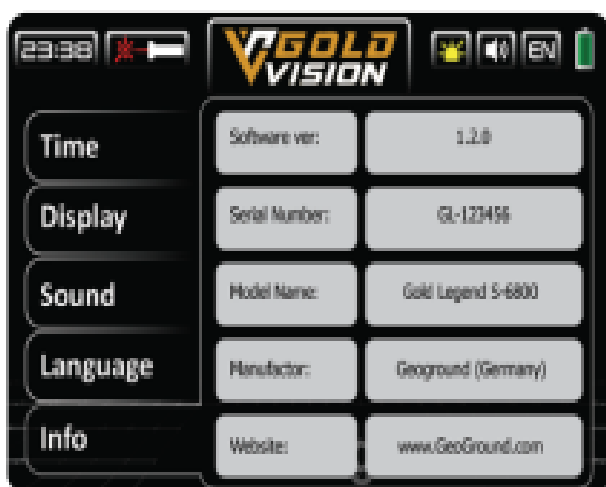 23:38
GOLD
VISION
EN
Time
Software ver:
1.2.0
Display
Serial Number:
GL-123456
Sound
Model Name:
Gold Legend S-6800
Language
Manufactor:
Geoground (Germany)
Info
Website:
www.GeoGround.com